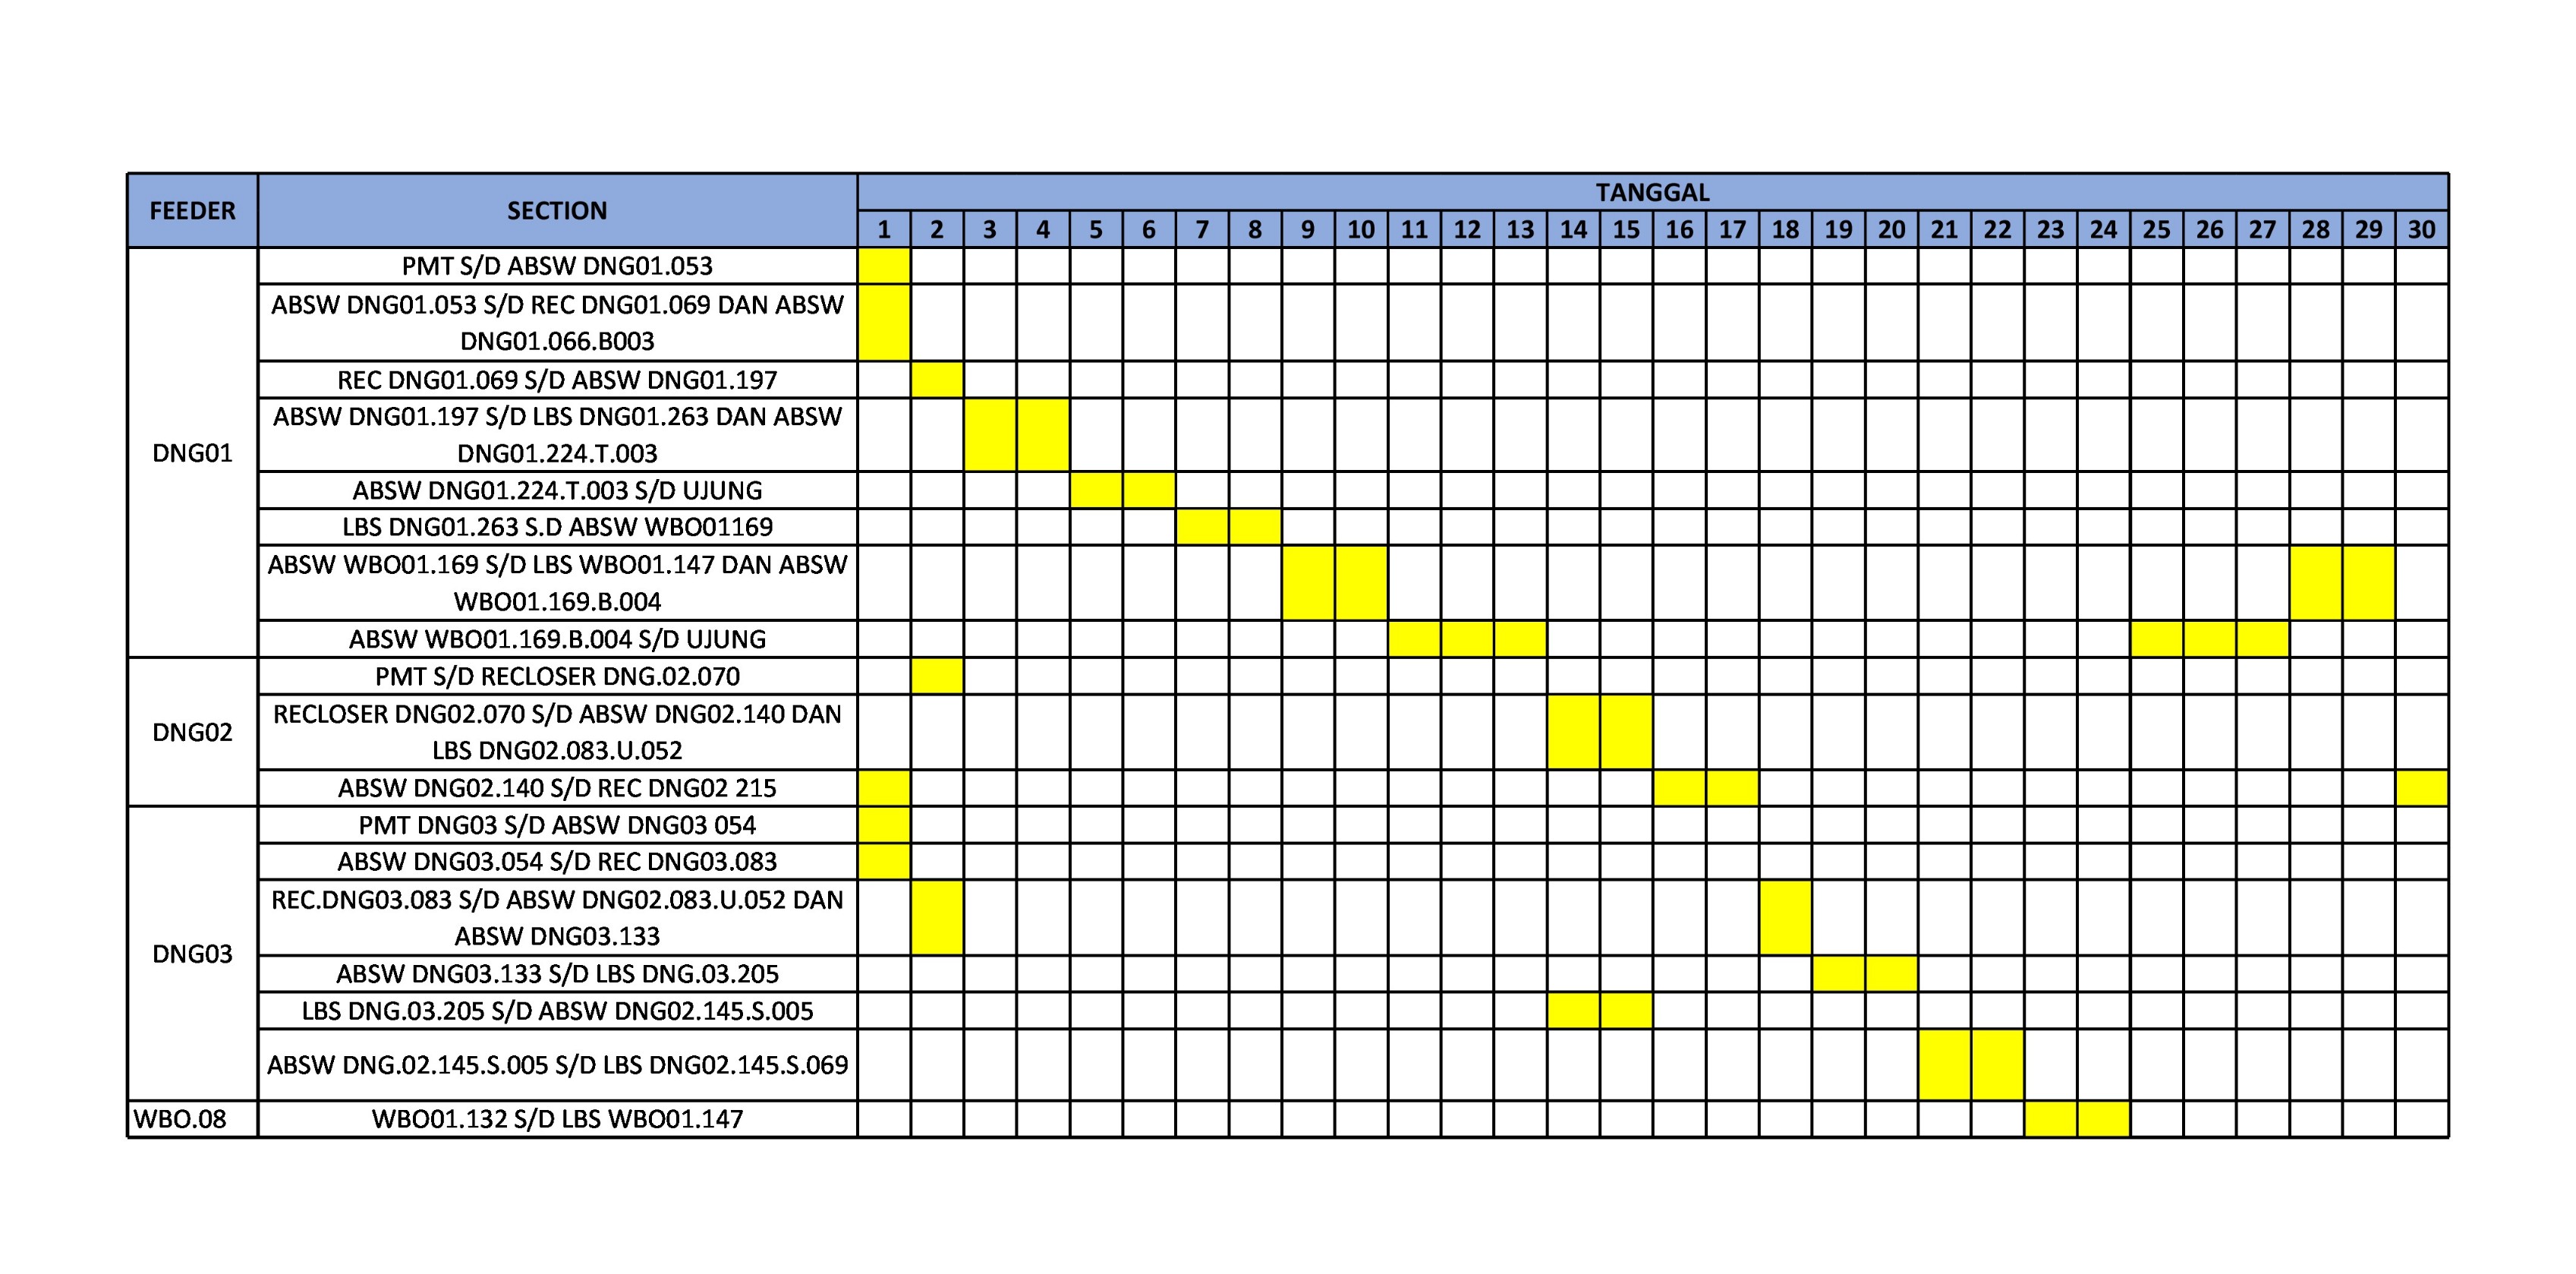 FEEDER SECTION TANGGAL
1 2 3 4 5 6 7 8 9 10 11 12 13 14 15 16 17 18 19 20 21 22 23 24 25 26 27 28 29 30
DNG01
PMT S/D ABSW DNG01.053
ABSW DNG01.053 S/D REC DNG01.069 DAN ABSW
DNG01.066.B003
REC DNG01.069 S/D ABSW DNG01.197
ABSW DNG01.197 S/D LBS DNG01.263 DAN ABSW
DNG01.224.T.003
ABSW DNG01.224.T.003 S/D UJUNG
LBS DNG01.263 S.D ABSW WBO01169
ABSW WBO01.169 S/D LBS WBO01.147 DAN ABSW
WBO01.169.B.004
ABSW WBO01.169.B.004 S/D UJUNG
DNG02
PMT S/D RECLOSER DNG.02.070
RECLOSER DNG02.070 S/D ABSW DNG02.140 DAN
LBS DNG02.083.U.052
ABSW DNG02.140 S/D REC DNG02 215
DNG03
PMT DNG03 S/D ABSW DNG03 054
ABSW DNG03.054 S/D REC DNG03.083
REC.DNG03.083 S/D ABSW DNG02.083.U.052 DAN
ABSW DNG03.133
ABSW DNG03.133 S/D LBS DNG.03.205
LBS DNG.03.205 S/D ABSW DNG02.145.S.005
ABSW DNG.02.145.S.005 S/D LBS DNG02.145.S.069
WBO.08 WBO01.132 S/D LBS WBO01.147